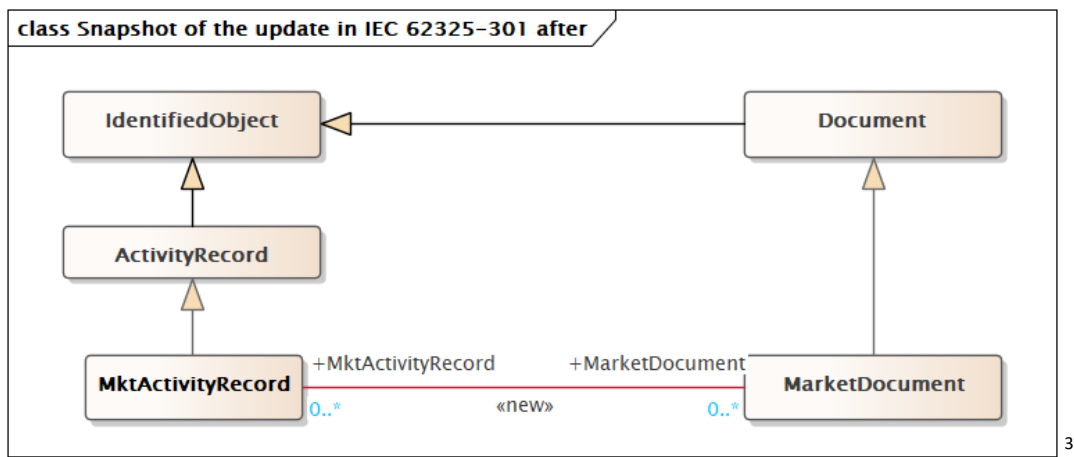 class Snapshot of the update in IEC 62325-301 after
IdentifiedObject
Document
ActivityRecord
+MktActivityRecord
+MarketDocument
MktActivityRecord
MarketDocument
0..*
«new»
0..*
3